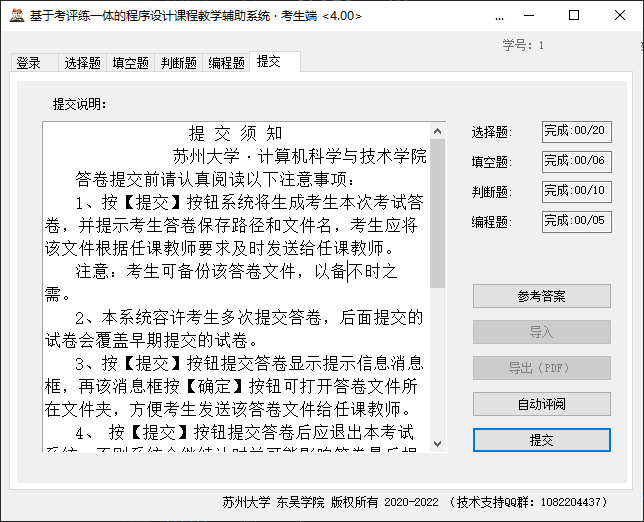 基于考评练一体的程序设计课程教学辅助系统·考生端 <4.00>
学号: 1
登录 选择题 填空题 判断题 编程题 提交
提交说明:
提 交 须 知
苏州大学·计算机科学与技术学院
答卷提交前请认真阅读以下注意事项：
1、按【提交】按钮系统将生成考生本次考试答
卷，并提示考生答卷保存路径和文件名，考生应将
该文件根据任课教师要求及时发送给任课教师。
注意：考生可备份该答卷文件，以备不时之
需。
2、本系统容许考生多次提交答卷，后面提交的
试卷会覆盖早期提交的试卷。
3、按【提交】按钮提交答卷显示提示信息消息
框，再该消息框按【确定】按钮可打开答卷文件所
在文件夹，方便考生发送该答卷文件给任课教师。
4、 按【提交】按钮提交答卷后应退出本考试
选择题: 完成:00/20
填空题: 完成:00/06
判断题: 完成:00/10
编程题: 完成:00/05
参考答案
导入
导出（PDF）
自动评阅
提交
苏州大学 东吴学院 版权所有 2020-2022 （技术支持QQ群: 1082204437）